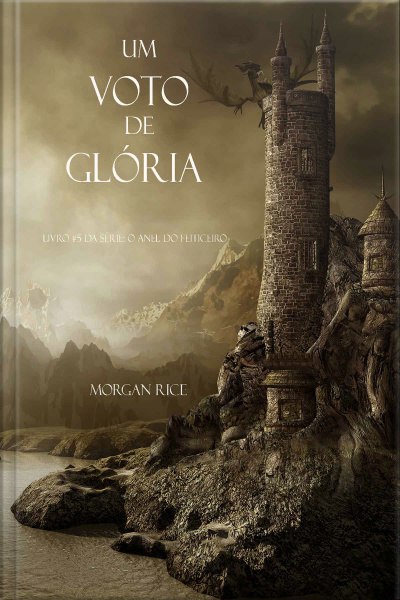 UM
VOTO
DE
GLÓRIA
LIVRO #5 DA SÉRIE: O ANEL DO FEITICEIRO
MORGAN RICE